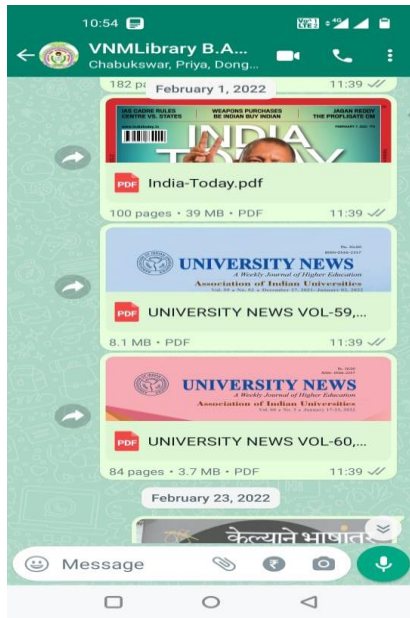 10:54
VNMLibrary B.A...
Chabukswar, Priya, Dong...
182 pa
February 1, 2022
11:39
IAS CADRE RULES
CENTRE VS. STATES
WEAPONS PURCHASES
BE INDIAN BUY INDIAN
JAGAN REDDY
THE PROFLIGATE CM
INDIA
TODAY
PDF India-Today.pdf
100 pages • 39 MB • PDF 11:39
UNIVERSITY NEWS
A Weekly Journal of Higher Education
Association of Indian Universities
PDF UNIVERSITY NEWS VOL-59,...
8.1 MB • PDF 11:39
UNIVERSITY NEWS
A Weekly Journal of Higher Education
Association of Indian Universities
PDF UNIVERSITY NEWS VOL-60,...
84 pages • 3.7 MB • PDF 11:39
February 23, 2022
केल्याने भाषांतर
Message